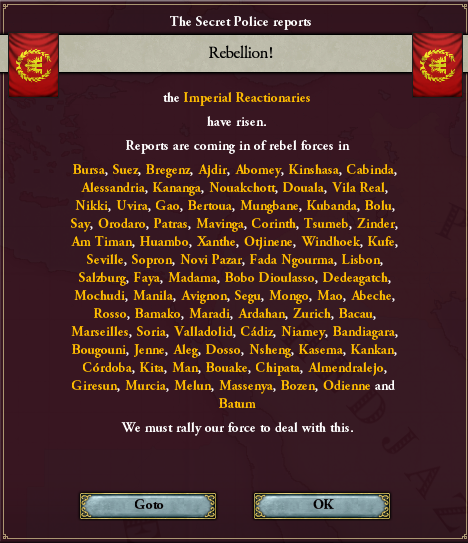 The Secret Police reports
Rebellion!
the Imperial Reactionaries
have risen.
Reports are coming in of rebel forces in
Bursa, Suez, Bregenz, Ajdir, Abomey, Kinshasa, Cabinda,
Alessandria, Kananga, Nouakchott, Douala, Vila Real,
Nikki, Uvira, Gao, Bertoua, Mungbane, Kubanda, Bolu,
Say, Orodaro, Patras, Mavinga, Corinth, Tsumeb, Zinder,
Am Timan, Huambo, Xanthe, Otjinene, Windhoek, Kufe,
Seville, Sopron, Novi Pazar, Fada Ngourma, Lisbon,
Salzburg, Faya, Madama, Bobo Dioulasso, Dedeagatch,
Mochudi, Manila, Avignon, Segu, Mongo, Mao, Abeche,
Rosso, Bamako, Maradi, Ardahan, Zurich, Bacau,
Marseilles, Soria, Valladolid, Cádiz, Niamey, Bandiagara,
Bougouni, Jenne, Aleg, Dosso, Nsheng, Kasema, Kankan,
Córdoba, Kita, Man, Bouake, Chipata, Almendralejo,
Giresun, Murcia, Melun, Massenya, Bozen, Odienne and
Batum
We must rally our force to deal with this.
Goto
OK